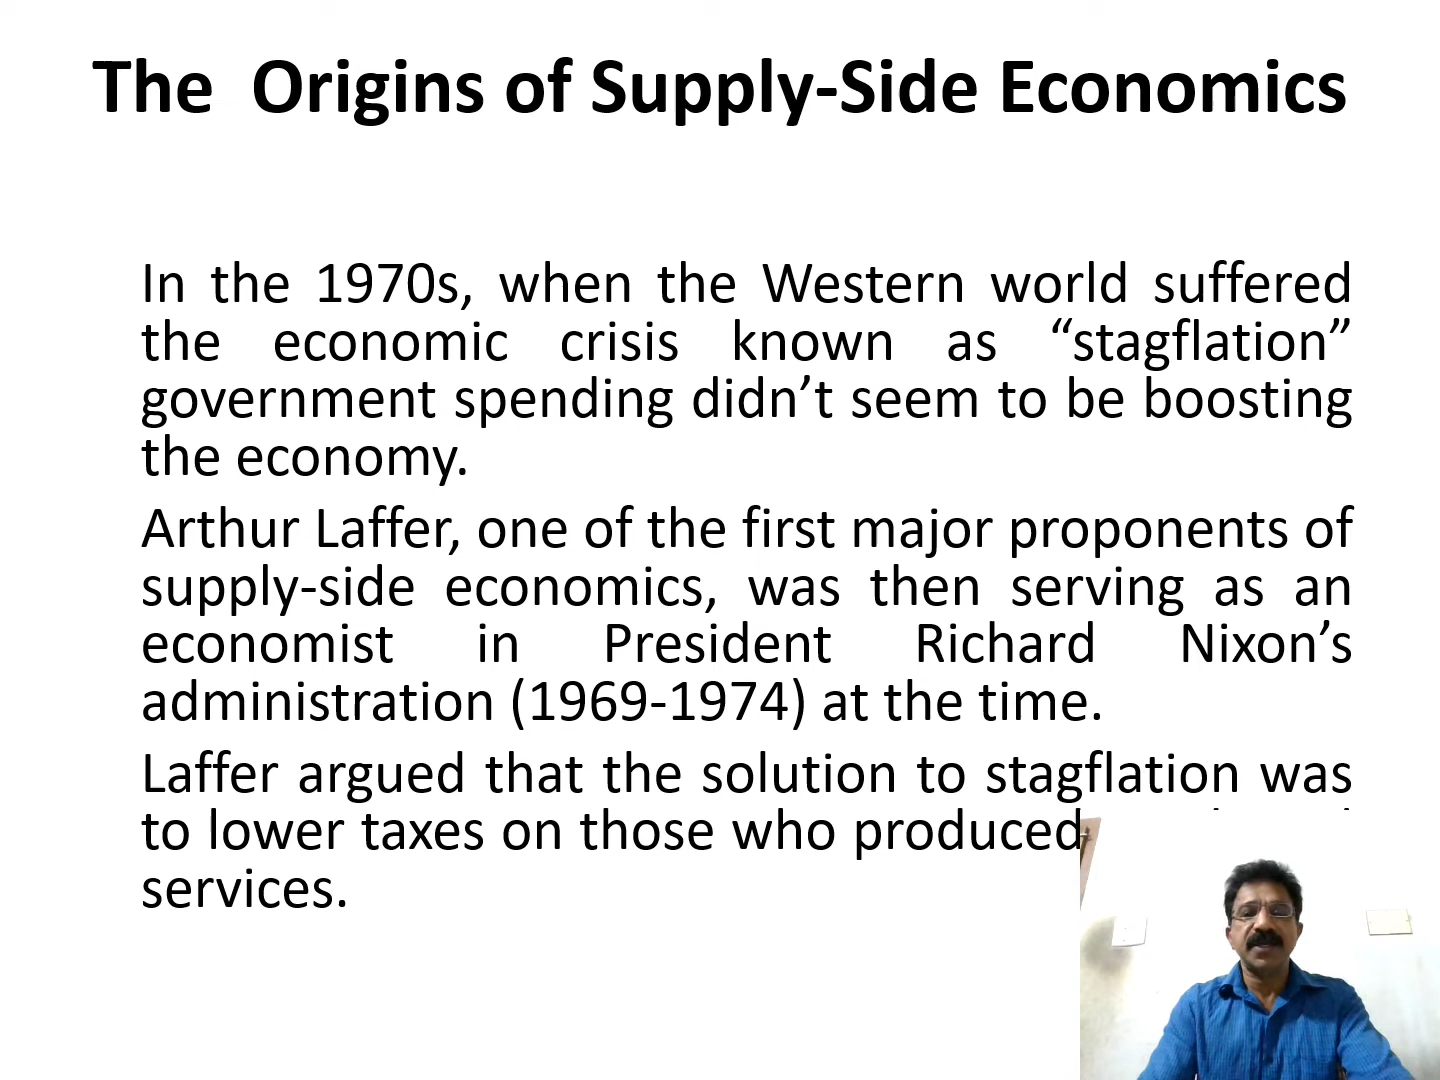 The Origins of Supply-Side Economics
In the 1970s, when the Western world suffered
the economic crisis known as “stagflation”
government spending didn’t seem to be boosting
the economy.
Arthur Laffer, one of the first major proponents of
supply-side economics, was then serving as an
economist in President Richard Nixon’s
administration (1969-1974) at the time.
Laffer argued that the solution to stagflation was
to lower taxes on those who produced
services.